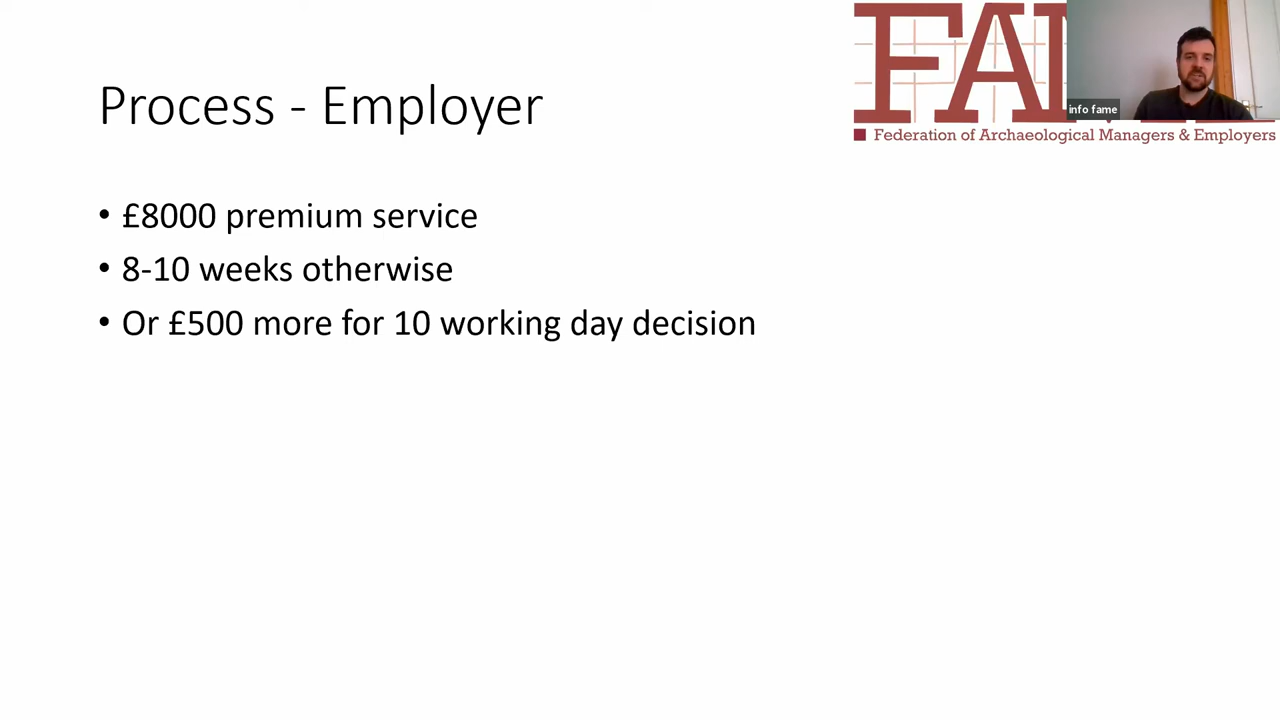 FA
info fame
Federation of Archaeological Managers & Employers
Process - Employer
• £8000 premium service
• 8-10 weeks otherwise
• Or £500 more for 10 working day decision